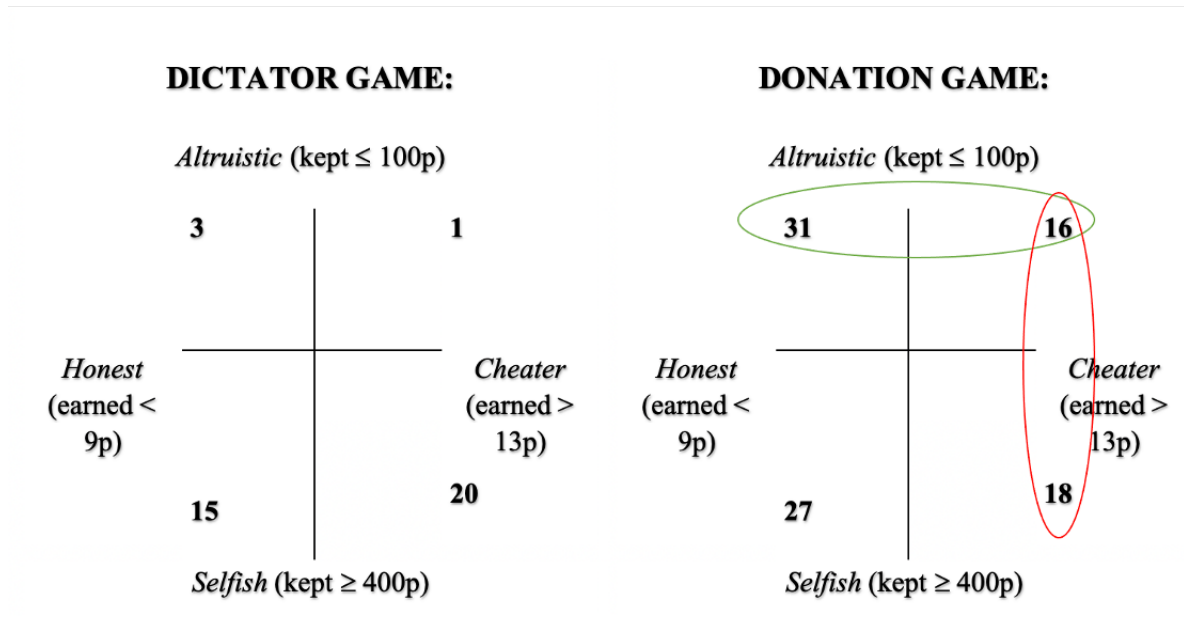 DICTATOR GAME:
Altruistic (kept ≤ 100p)
3
1
Honest
(earned <
9p)
Cheater
(earned >
13p)
15
20
Selfish (kept ≥ 400p)
DONATION GAME:
Altruistic (kept ≤ 100p)
31
16
Honest
(earned <
9p)
Cheater
(earned >
13p)
27
18
Selfish (kept ≥ 400p)